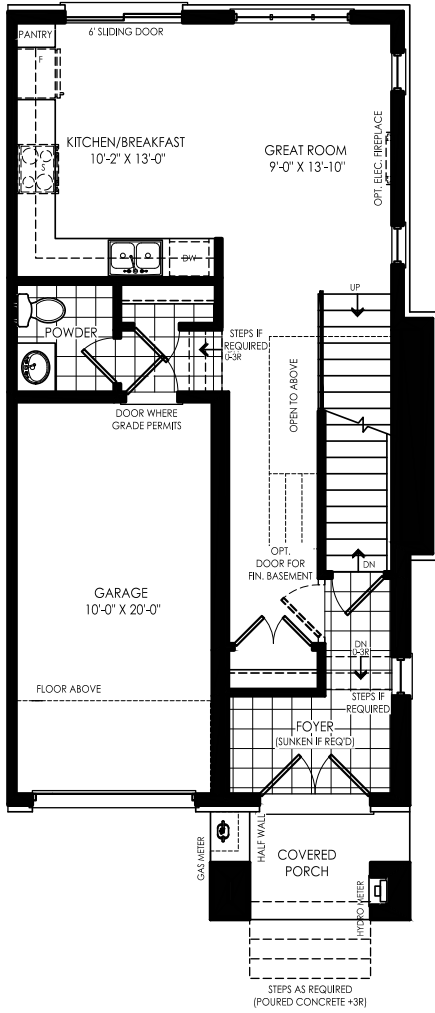 6' SLIDING DOOR
PANTRY
F
KITCHEN/BREAKFAST
10'-2" X 13'-0"
GREAT ROOM
9'-0" X 13'-10"
OPT. ELEC. FIREPLACE
DW
UP
POWDER
STEPS IF
REQUIRED
0-3R
OPEN TO ABOVE
DOOR WHERE
GRADE PERMITS
OPT.
DOOR FOR
FIN. BASEMENT
DN
GARAGE
10'-0" X 20'-0"
DN
0-3R
FLOOR ABOVE
STEPS IF
REQUIRED
FOYER
(SUNKEN IF REQ'D)
GAS METER
HALF WALL
COVERED
PORCH
HYDRO METER
STEPS AS REQUIRED
(POURED CONCRETE +3R)